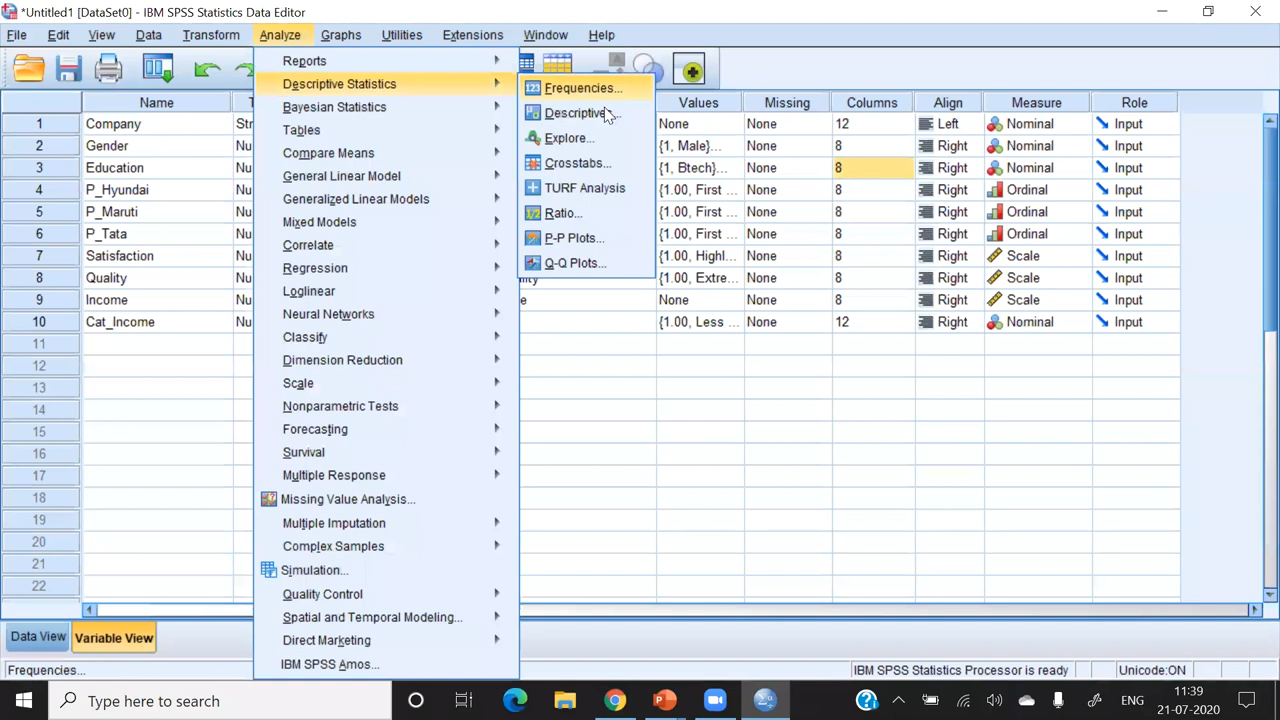 *Untitled1 [DataSet0] - IBM SPSS Statistics Data Editor
File Edit View Data Transform Analyze Graphs Utilities Extensions Window Help
Name Values Missing Columns Align Measure Role
1 Company None None 12 Left Nominal Input
2 Gender {1, Male}... None 8 Right Nominal Input
3 Education {1, Btech}... None 8 Right Nominal Input
4 P_Hyundai {1.00, First ... None 8 Right Ordinal Input
5 P_Maruti {1.00, First ... None 8 Right Ordinal Input
6 P_Tata {1.00, First ... None 8 Right Ordinal Input
7 Satisfaction {1.00, Highl... None 8 Right Scale Input
8 Quality {1.00, Extre... None 8 Right Scale Input
9 Income None None 8 Right Scale Input
10 Cat_Income {1.00, Less ... None 12 Right Nominal Input
11
12
13
14
15
16
17
18
19
20
21
22
Reports
Descriptive Statistics
Bayesian Statistics
Tables
Compare Means
General Linear Model
Generalized Linear Models
Mixed Models
Correlate
Regression
Loglinear
Neural Networks
Classify
Dimension Reduction
Scale
Nonparametric Tests
Forecasting
Survival
Multiple Response
Missing Value Analysis...
Multiple Imputation
Complex Samples
Simulation...
Quality Control
Spatial and Temporal Modeling...
Direct Marketing
IBM SPSS Amos...
Frequencies...
Explore...
Crosstabs...
TURF Analysis
Ratio...
P-P Plots...
Q-Q Plots...
Data View Variable View
Frequencies... IBM SPSS Statistics Processor is ready Unicode:ON
Type here to search ENG 11:39
21-07-2020